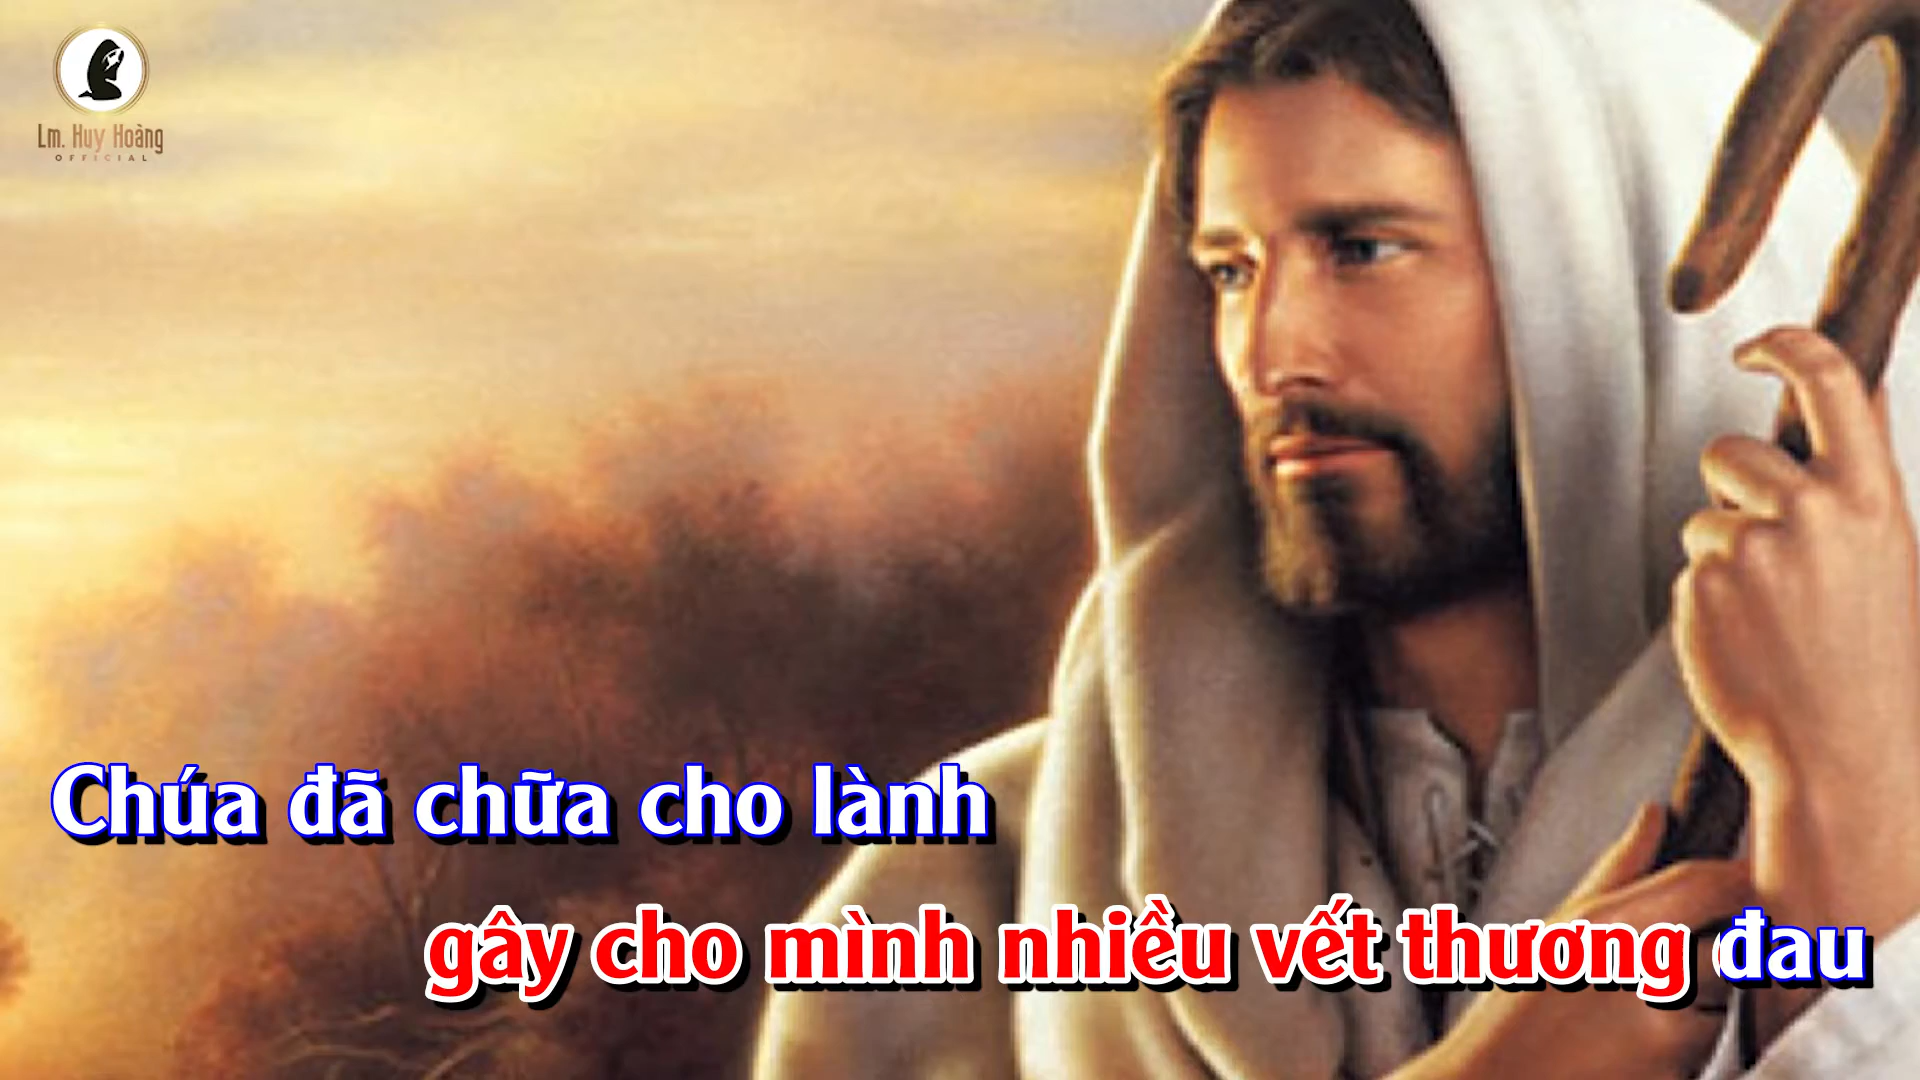 Lm. Huy Hoàng
OFFICIAL
Chúa đã chữa cho lành
gây cho mình nhiều vết thương đau